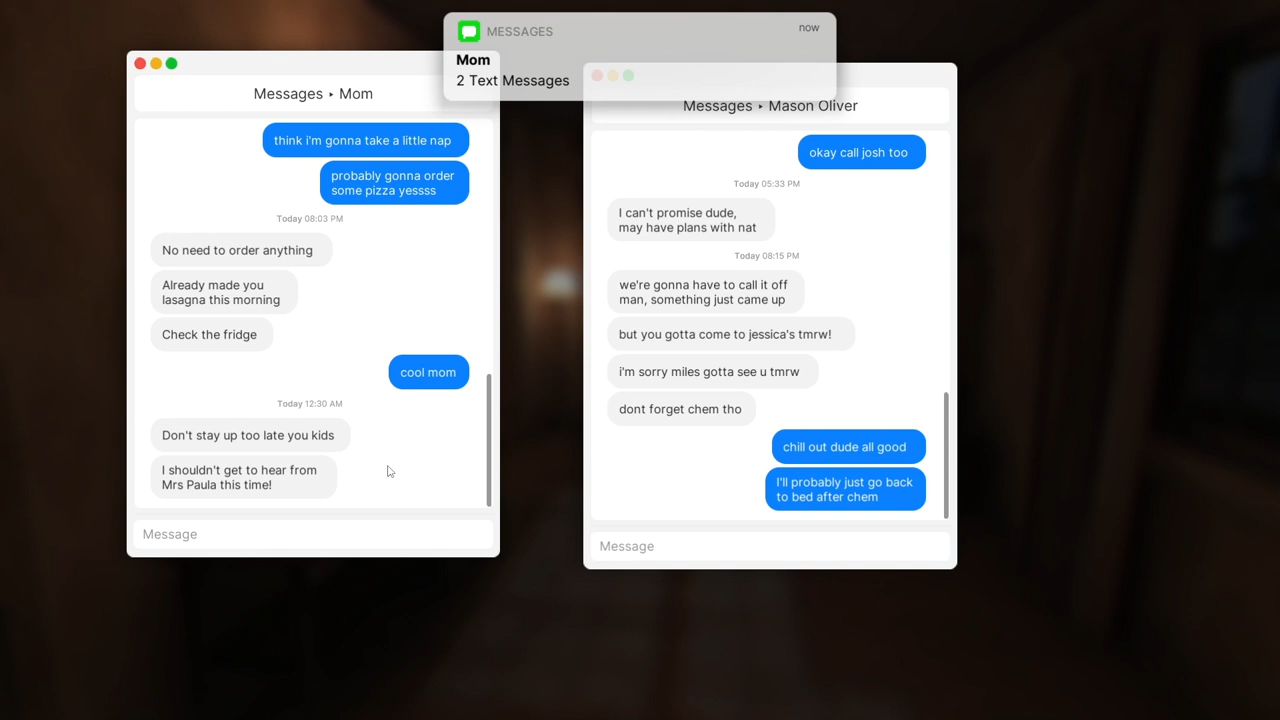 MESSAGES
now
Mom
2 Text Messages
Messages ‣ Mom
think i'm gonna take a little nap
probably gonna order
some pizza yessss
Today 08:03 PM
No need to order anything
Already made you
lasagna this morning
Check the fridge
cool mom
Today 12:30 AM
Don't stay up too late you kids
I shouldn't get to hear from
Mrs Paula this time!
Message
Messages ‣ Mason Oliver
okay call josh too
Today 05:33 PM
I can't promise dude,
may have plans with nat
Today 08:15 PM
we're gonna have to call it off
man, something just came up
but you gotta come to jessica's tmrw!
i'm sorry miles gotta see u tmrw
dont forget chem tho
chill out dude all good
I'll probably just go back
to bed after chem
Message